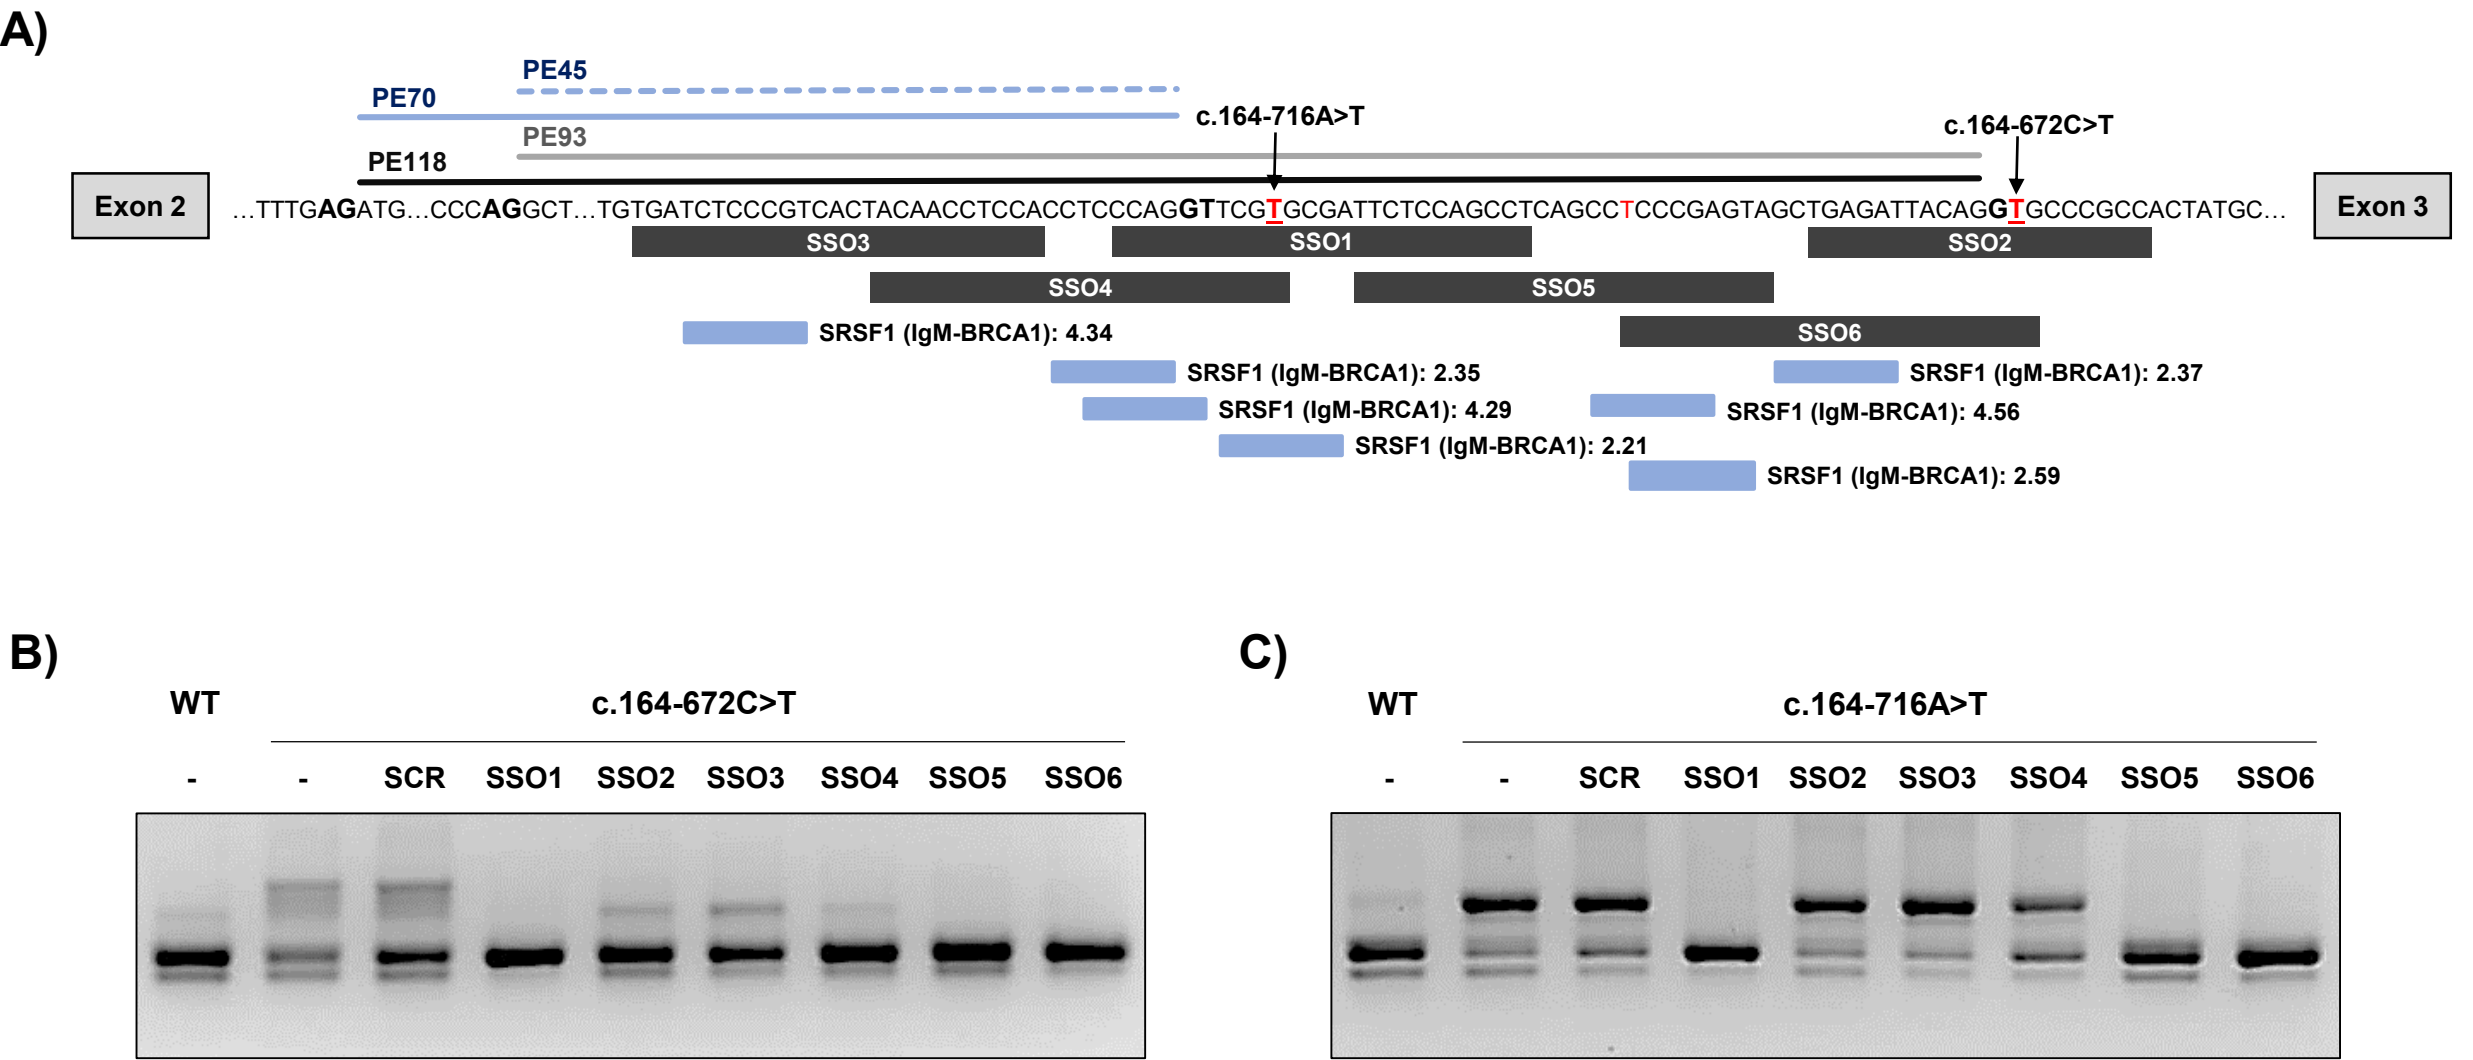 A)
PE45
PE70
c.164-716A>T
PE93
c.164-672C>T
PE118
Exon 2
...TTTGAGATG...CCCAGGCT...TGTGATCTCCCGTCACTACAACCTCCACCTCCCAGGTTCGTGCGATTCTCCAGCCTCAGCCTCCCGAGTAGCTGAGATTACAGGTGCCCGCCACTATGC...
Exon 3
SSO3
SSO1
SSO2
SSO4
SSO5
SRSF1 (IgM-BRCA1): 4.34
SSO6
SRSF1 (IgM-BRCA1): 2.35
SRSF1 (IgM-BRCA1): 2.37
SRSF1 (IgM-BRCA1): 4.29
SRSF1 (IgM-BRCA1): 4.56
SRSF1 (IgM-BRCA1): 2.21
SRSF1 (IgM-BRCA1): 2.59
B)
WT
c.164-672C>T
- - SCR SSO1 SSO2 SSO3 SSO4 SSO5 SSO6
C)
WT
c.164-716A>T
- - SCR SSO1 SSO2 SSO3 SSO4 SSO5 SSO6